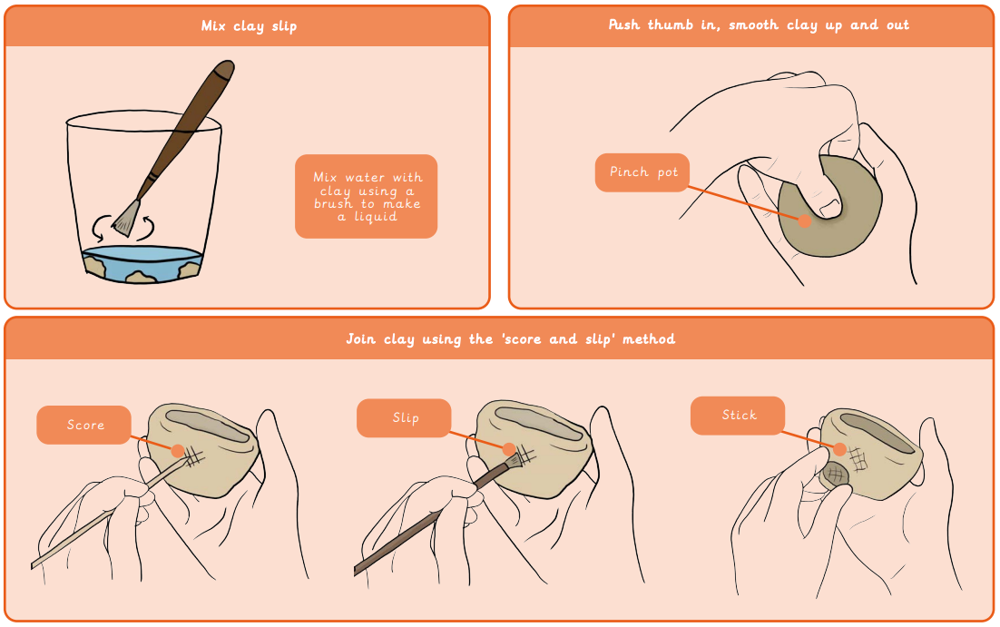 Mix clay slip
Mix water with
clay using a
brush to make
a liquid
Push thumb in, smooth clay up and out
Pinch pot
Join clay using the 'score and slip' method
Score
Slip
Stick